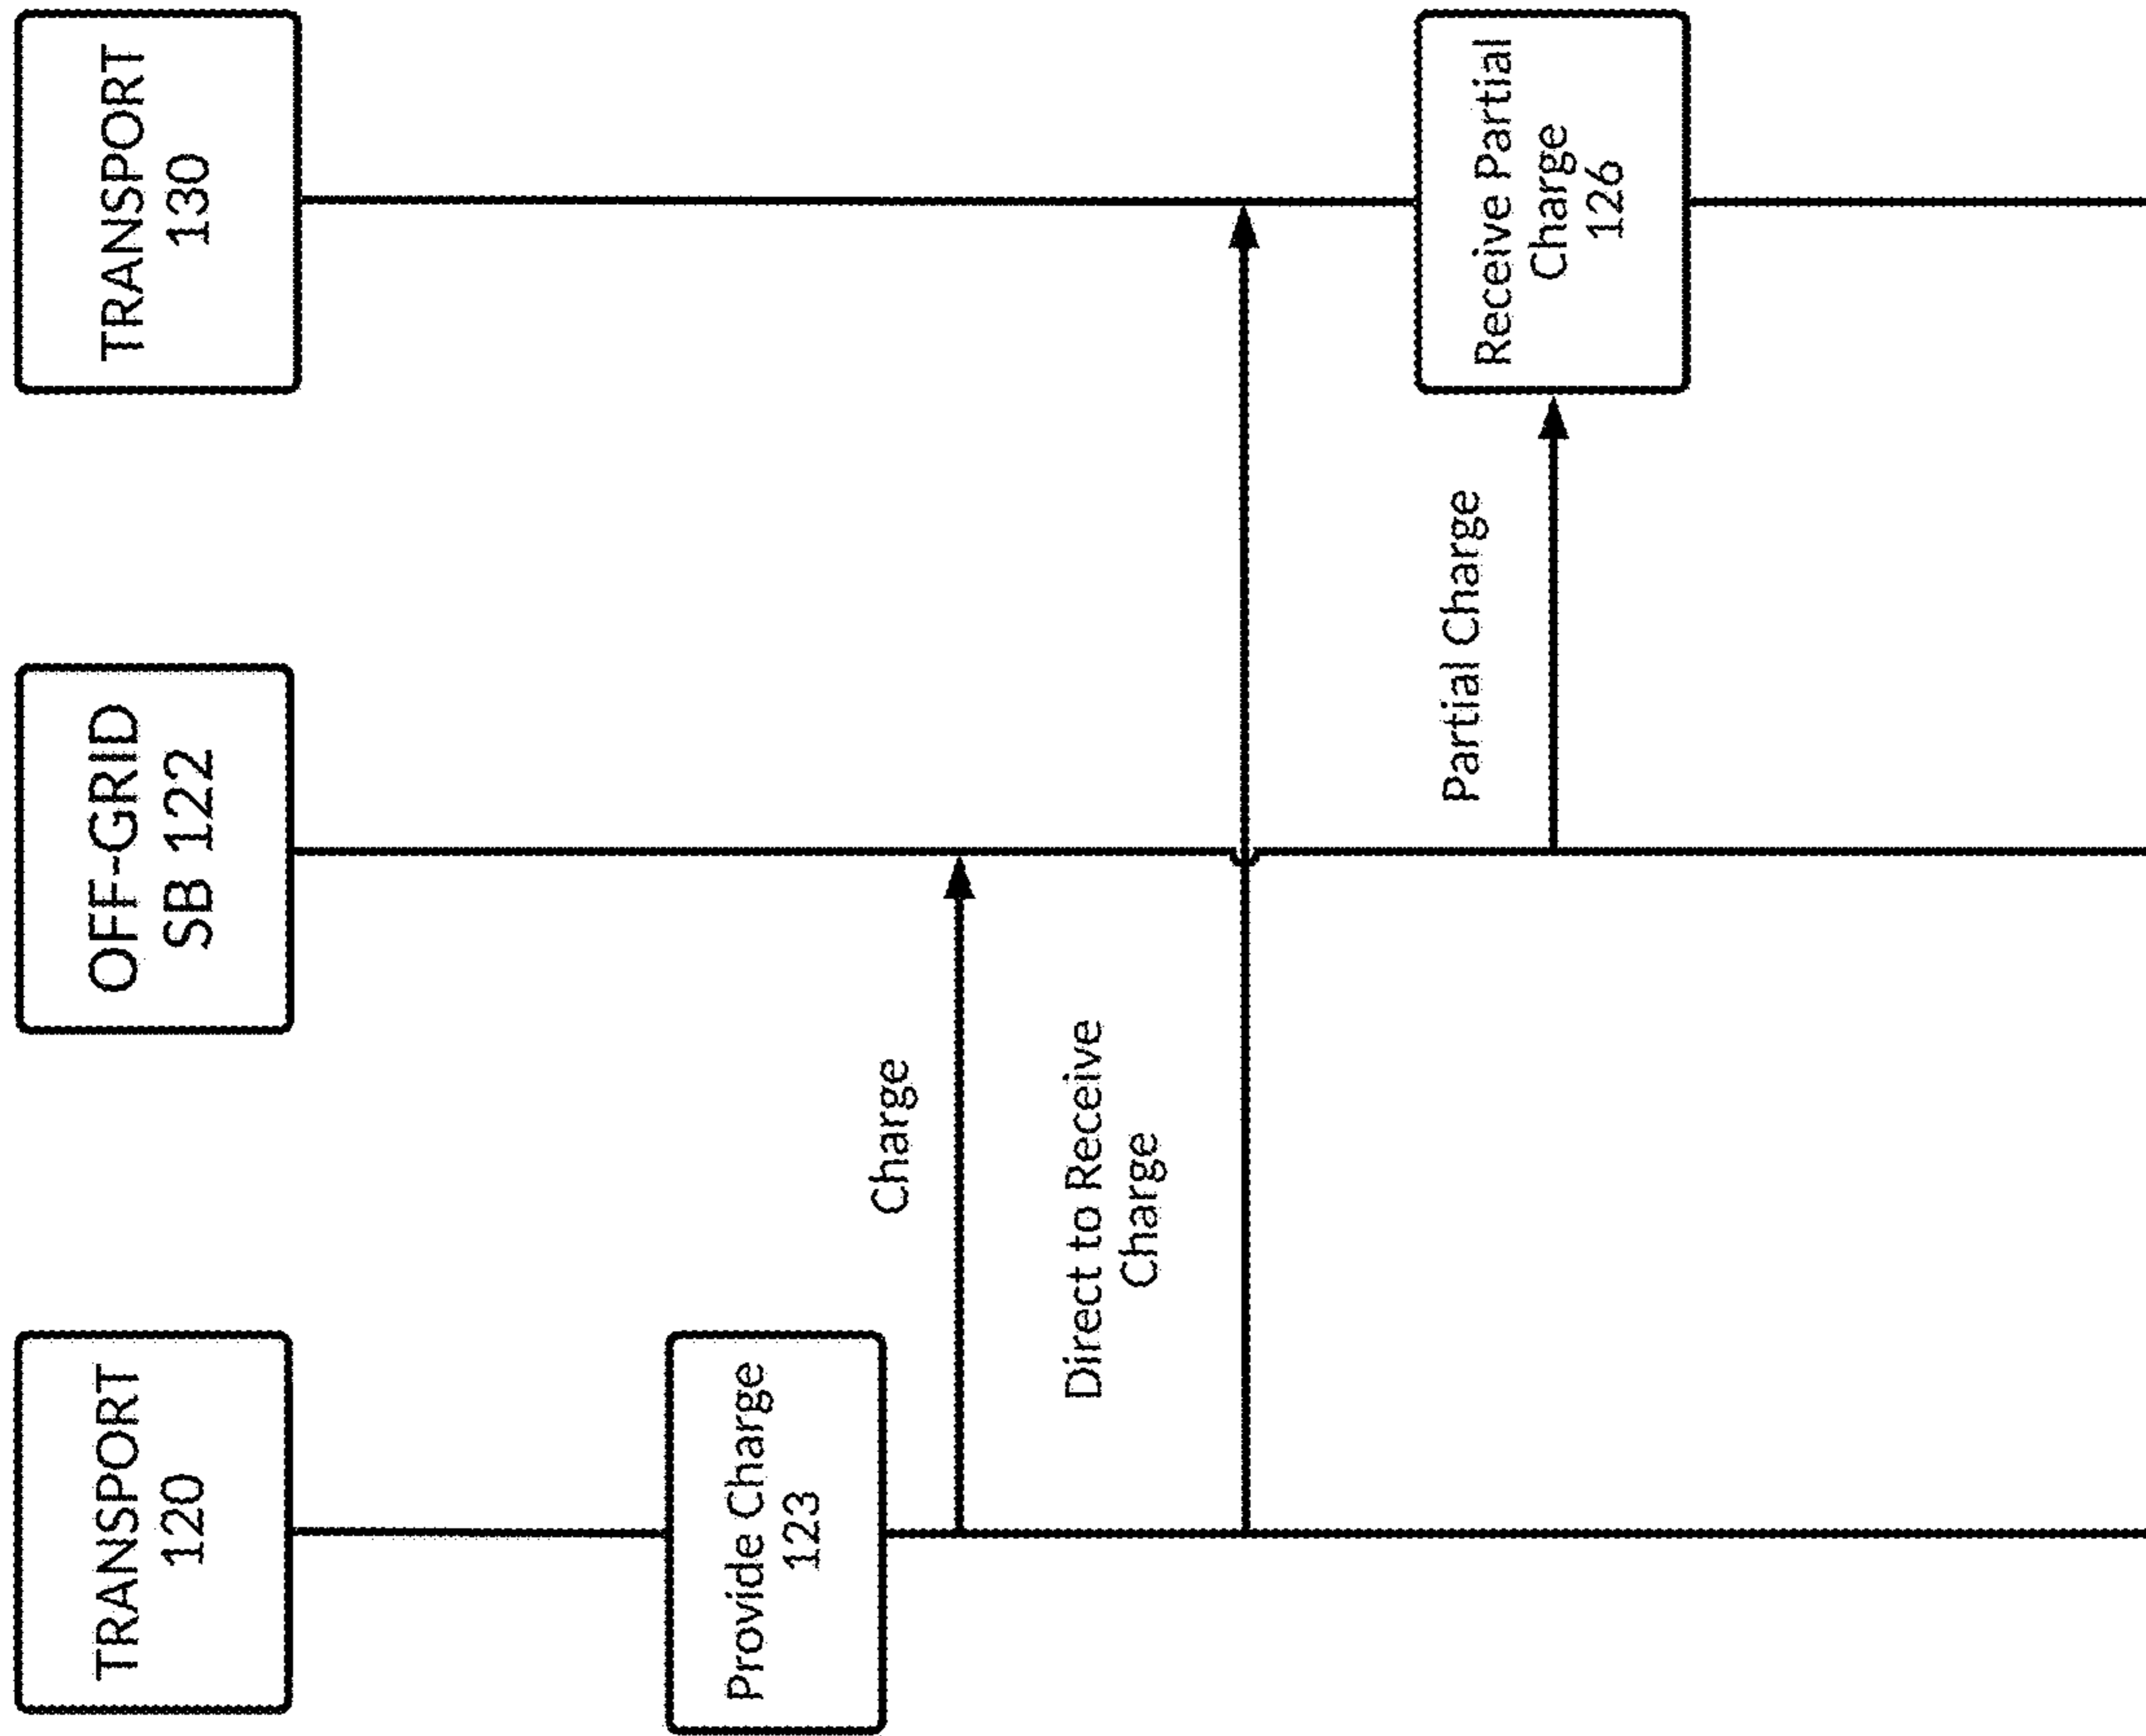 TRANSPORT
120
OFF-GRID
SB 122
TRANSPORT
130
Provide Charge
123
Charge
Direct to Receive
Charge
Partial Charge
Receive Partial
Charge
126